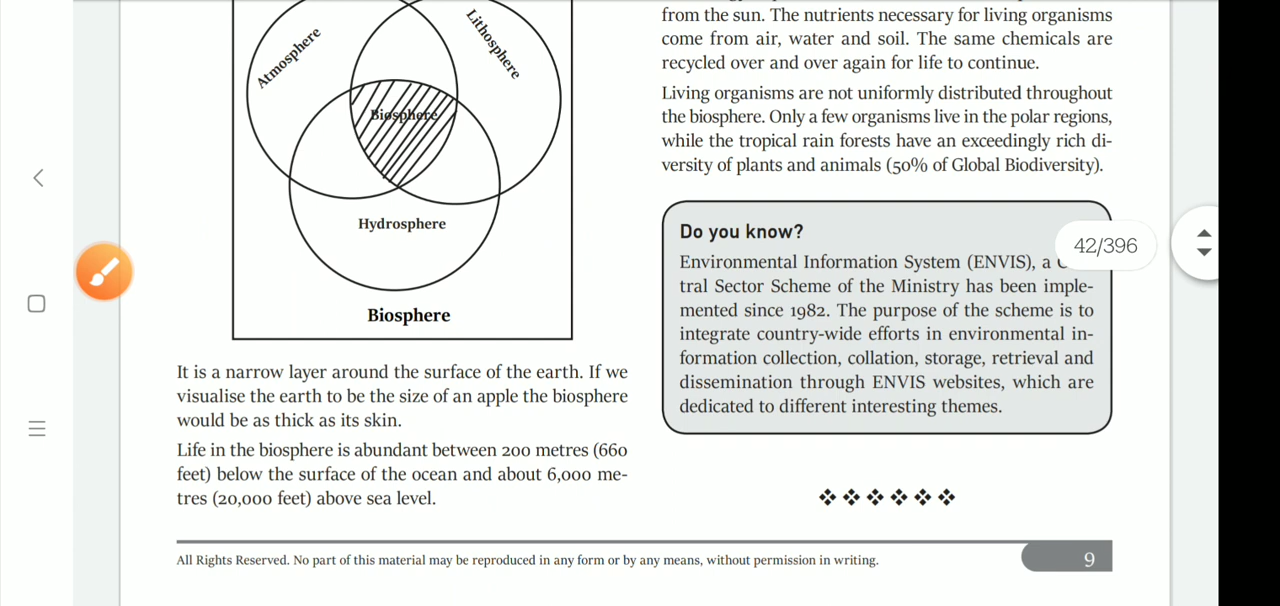 Atmosphere
Lithosphere
Biosphere
Hydrosphere
Biosphere
It is a narrow layer around the surface of the earth. If we
visualise the earth to be the size of an apple the biosphere
would be as thick as its skin.
Life in the biosphere is abundant between 200 metres (660
feet) below the surface of the ocean and about 6,000 me-
tres (20,000 feet) above sea level.
from the sun. The nutrients necessary for living organisms
come from air, water and soil. The same chemicals are
recycled over and over again for life to continue.
Living organisms are not uniformly distributed throughout
the biosphere. Only a few organisms live in the polar regions,
while the tropical rain forests have an exceedingly rich di-
versity of plants and animals (50% of Global Biodiversity).
Do you know?
42/396
Environmental Information System (ENVIS), a
tral Sector Scheme of the Ministry has been imple-
mented since 1982. The purpose of the scheme is to
integrate country-wide efforts in environmental in-
formation collection, collation, storage, retrieval and
dissemination through ENVIS websites, which are
dedicated to different interesting themes.
All Rights Reserved. No part of this material may be reproduced in any form or by any means, without permission in writing.
9